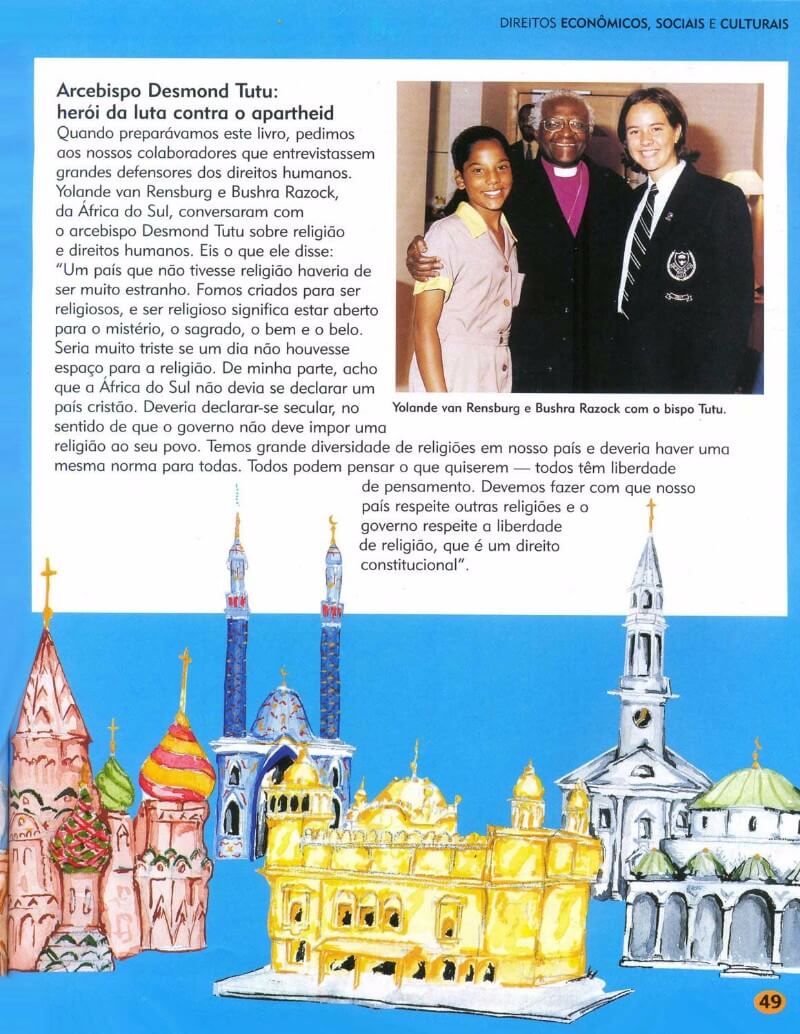 DIREITOS ECONÔMICOS, SOCIAIS E CULTURAIS
Arcebispo Desmond Tutu:
herói da luta contra o apartheid
Quando preparávamos este livro, pedimos
aos nossos colaboradores que entrevistassem
grandes defensores dos direitos humanos.
Yolande van Rensburg e Bushra Razock,
da África do Sul, conversaram com
o arcebispo Desmond Tutu sobre religião
e direitos humanos. Eis o que ele disse:
“Um país que não tivesse religião haveria de
ser muito estranho. Fomos criados para ser
religiosos, e ser religioso significa estar aberto
para o mistério, o sagrado, o bem e o belo.
Seria muito triste se um dia não houvesse
espaço para a religião. De minha parte, acho
que a África do Sul não devia se declarar um
país cristão. Deveria declarar-se secular, no
sentido de que o governo não deve impor uma
religião ao seu povo. Temos grande diversidade de religiões em nosso país e deveria haver uma
mesma norma para todas. Todos podem pensar o que quiserem — todos têm liberdade
de pensamento. Devemos fazer com que nosso
país respeite outras religiões e o
governo respeite a liberdade
de religião, que é um direito
constitucional”.
Yolande van Rensburg e Bushra Razock com o bispo Tutu.
49